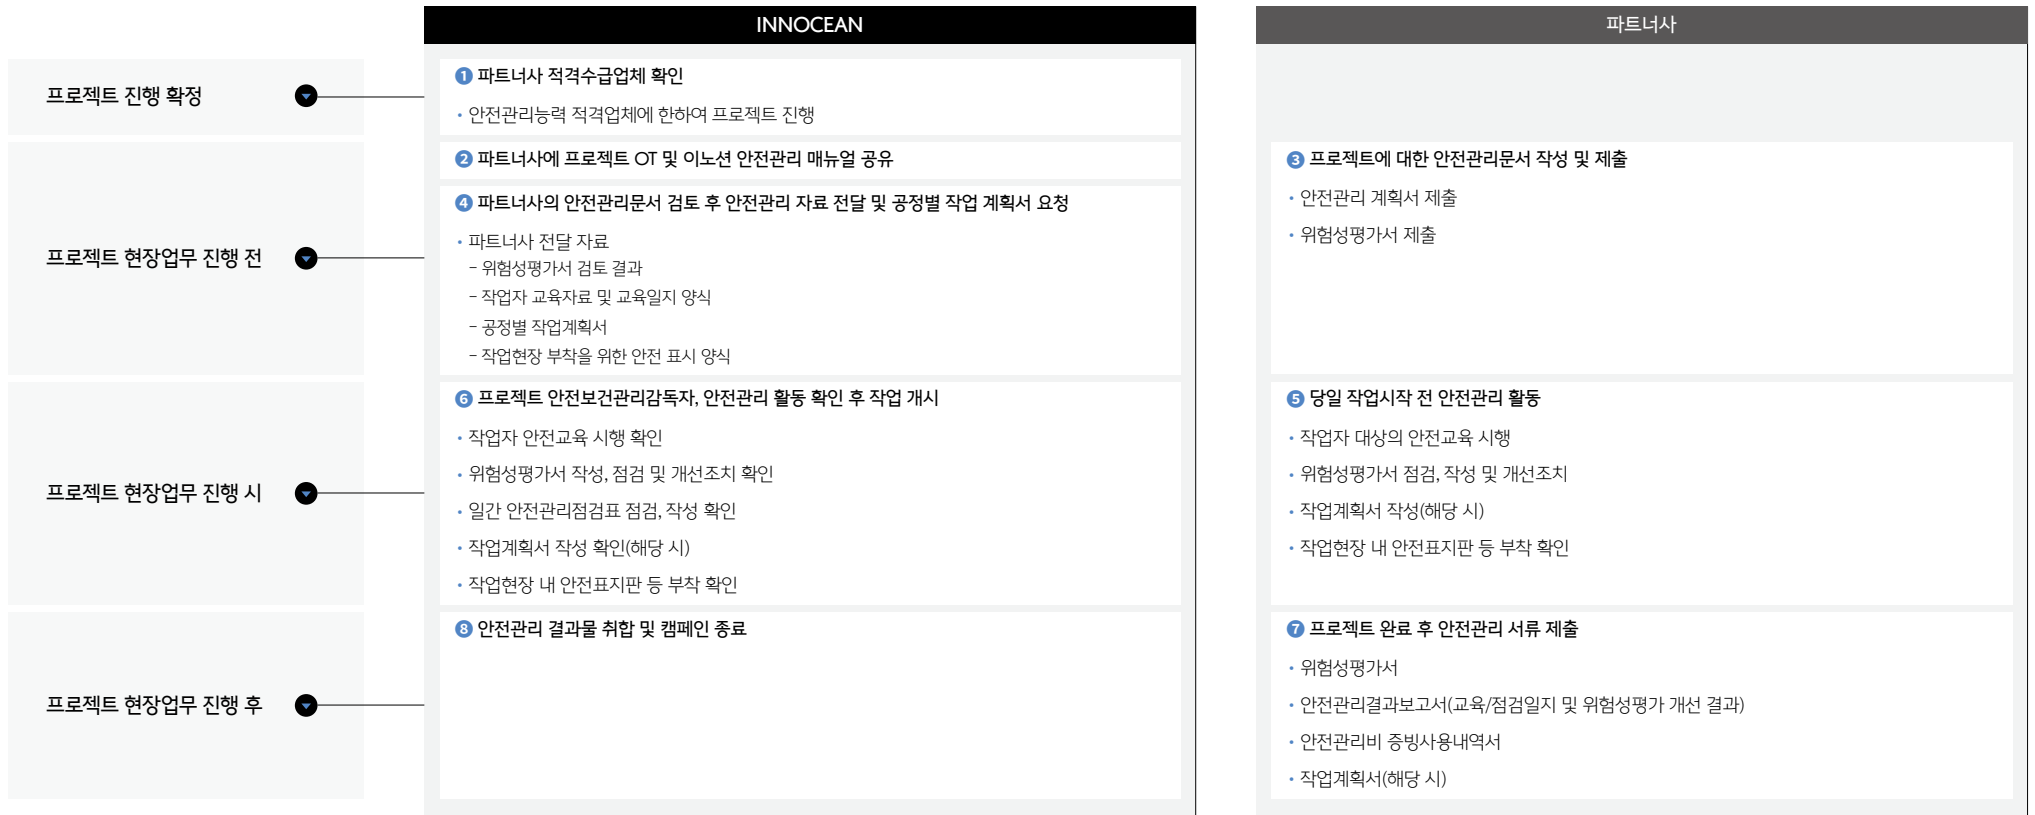 INNOCEAN
파트너사
프로젝트 진행 확정
❶ 파트너사 적격수급업체 확인
• 안전관리능력 적격업체에 한하여 프로젝트 진행
프로젝트 현장업무 진행 전
❷ 파트너사에 프로젝트 OT 및 이노션 안전관리 매뉴얼 공유
❹ 파트너사의 안전관리문서 검토 후 안전관리 자료 전달 및 공정별 작업 계획서 요청
• 파트너사 전달 자료
- 위험성평가서 검토 결과
- 작업자 교육자료 및 교육일지 양식
- 공정별 작업계획서
- 작업현장 부착을 위한 안전 표시 양식
❸ 프로젝트에 대한 안전관리문서 작성 및 제출
• 안전관리 계획서 제출
• 위험성평가서 제출
프로젝트 현장업무 진행 시
❻ 프로젝트 안전보건관리감독자, 안전관리 활동 확인 후 작업 개시
• 작업자 안전교육 시행 확인
• 위험성평가서 작성, 점검 및 개선조치 확인
• 일간 안전관리점검표 점검, 작성 확인
• 작업계획서 작성 확인(해당 시)
• 작업현장 내 안전표지판 등 부착 확인
❺ 당일 작업시작 전 안전관리 활동
• 작업자 대상의 안전교육 시행
• 위험성평가서 점검, 작성 및 개선조치
• 작업계획서 작성(해당 시)
• 작업현장 내 안전표지판 등 부착 확인
프로젝트 현장업무 진행 후
❽ 안전관리 결과물 취합 및 캠페인 종료
❼ 프로젝트 완료 후 안전관리 서류 제출
• 위험성평가서
• 안전관리결과보고서(교육/점검일지 및 위험성평가 개선 결과)
• 안전관리비 증빙사용내역서
• 작업계획서(해당 시)